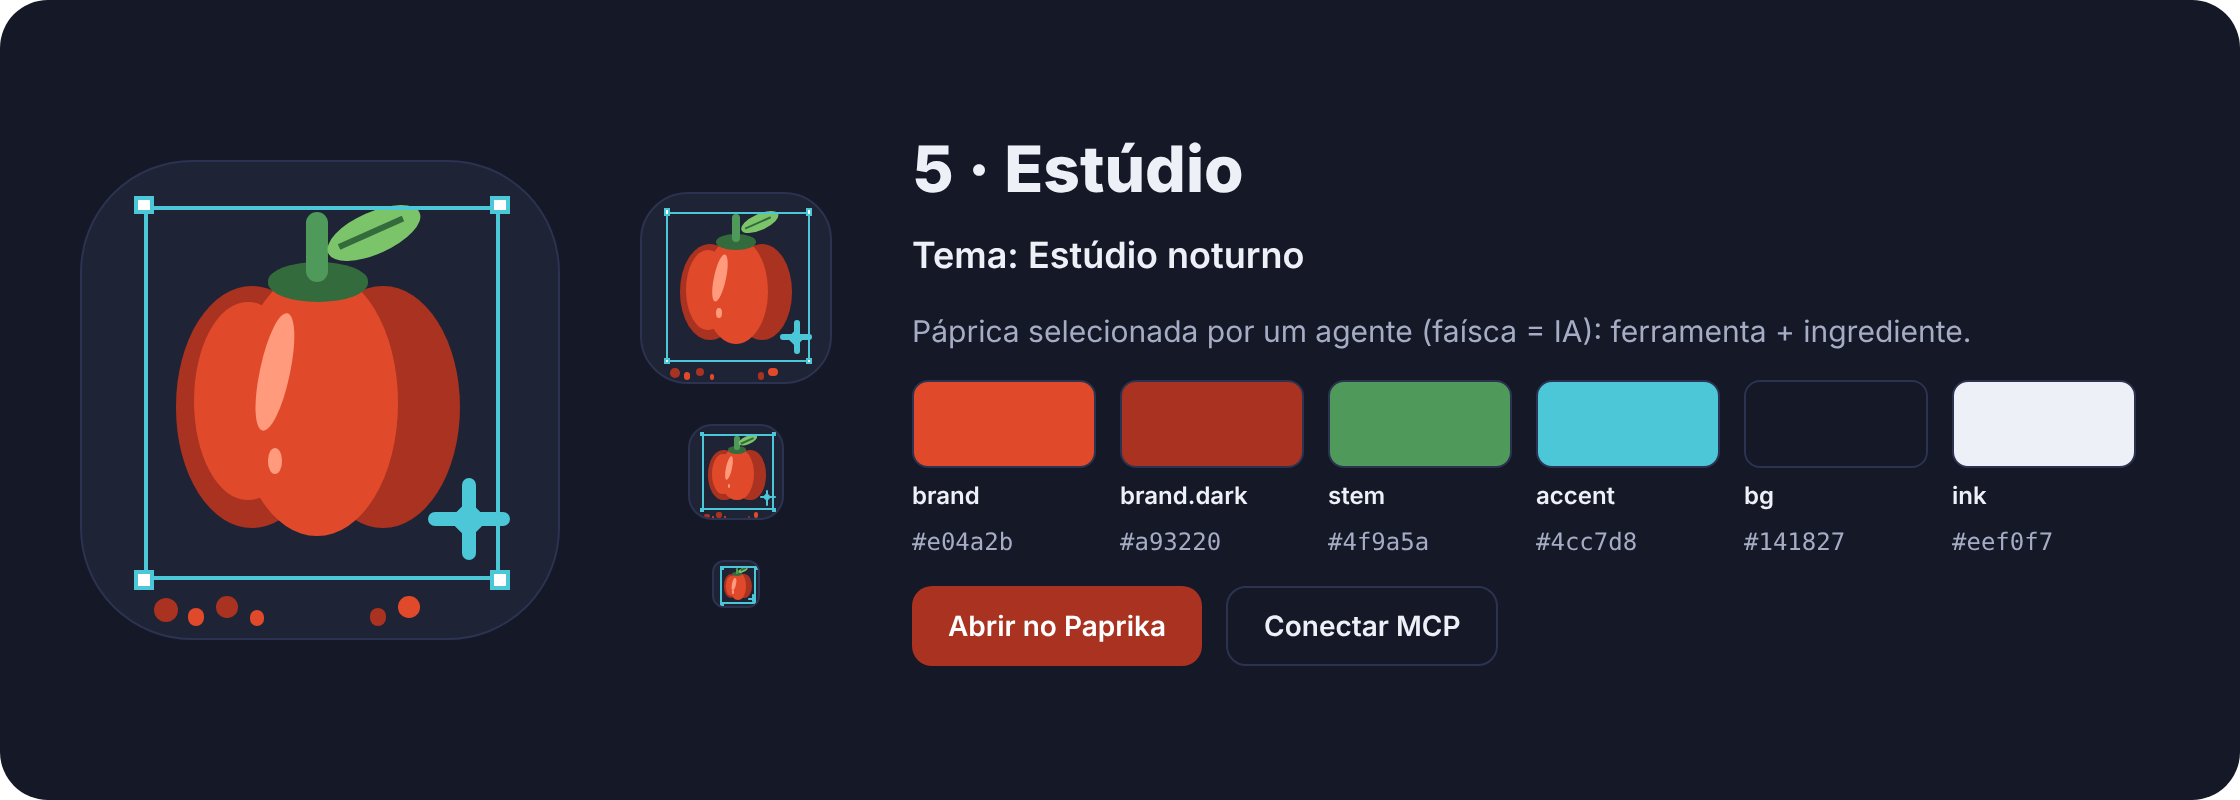 5 · Estúdio
Tema: Estúdio noturno
Páprica selecionada por um agente (faísca = IA): ferramenta + ingrediente.
brand brand.dark stem accent bg ink
#e04a2b #a93220 #4f9a5a #4cc7d8 #141827 #eef0f7
Abrir no Paprika Conectar MCP